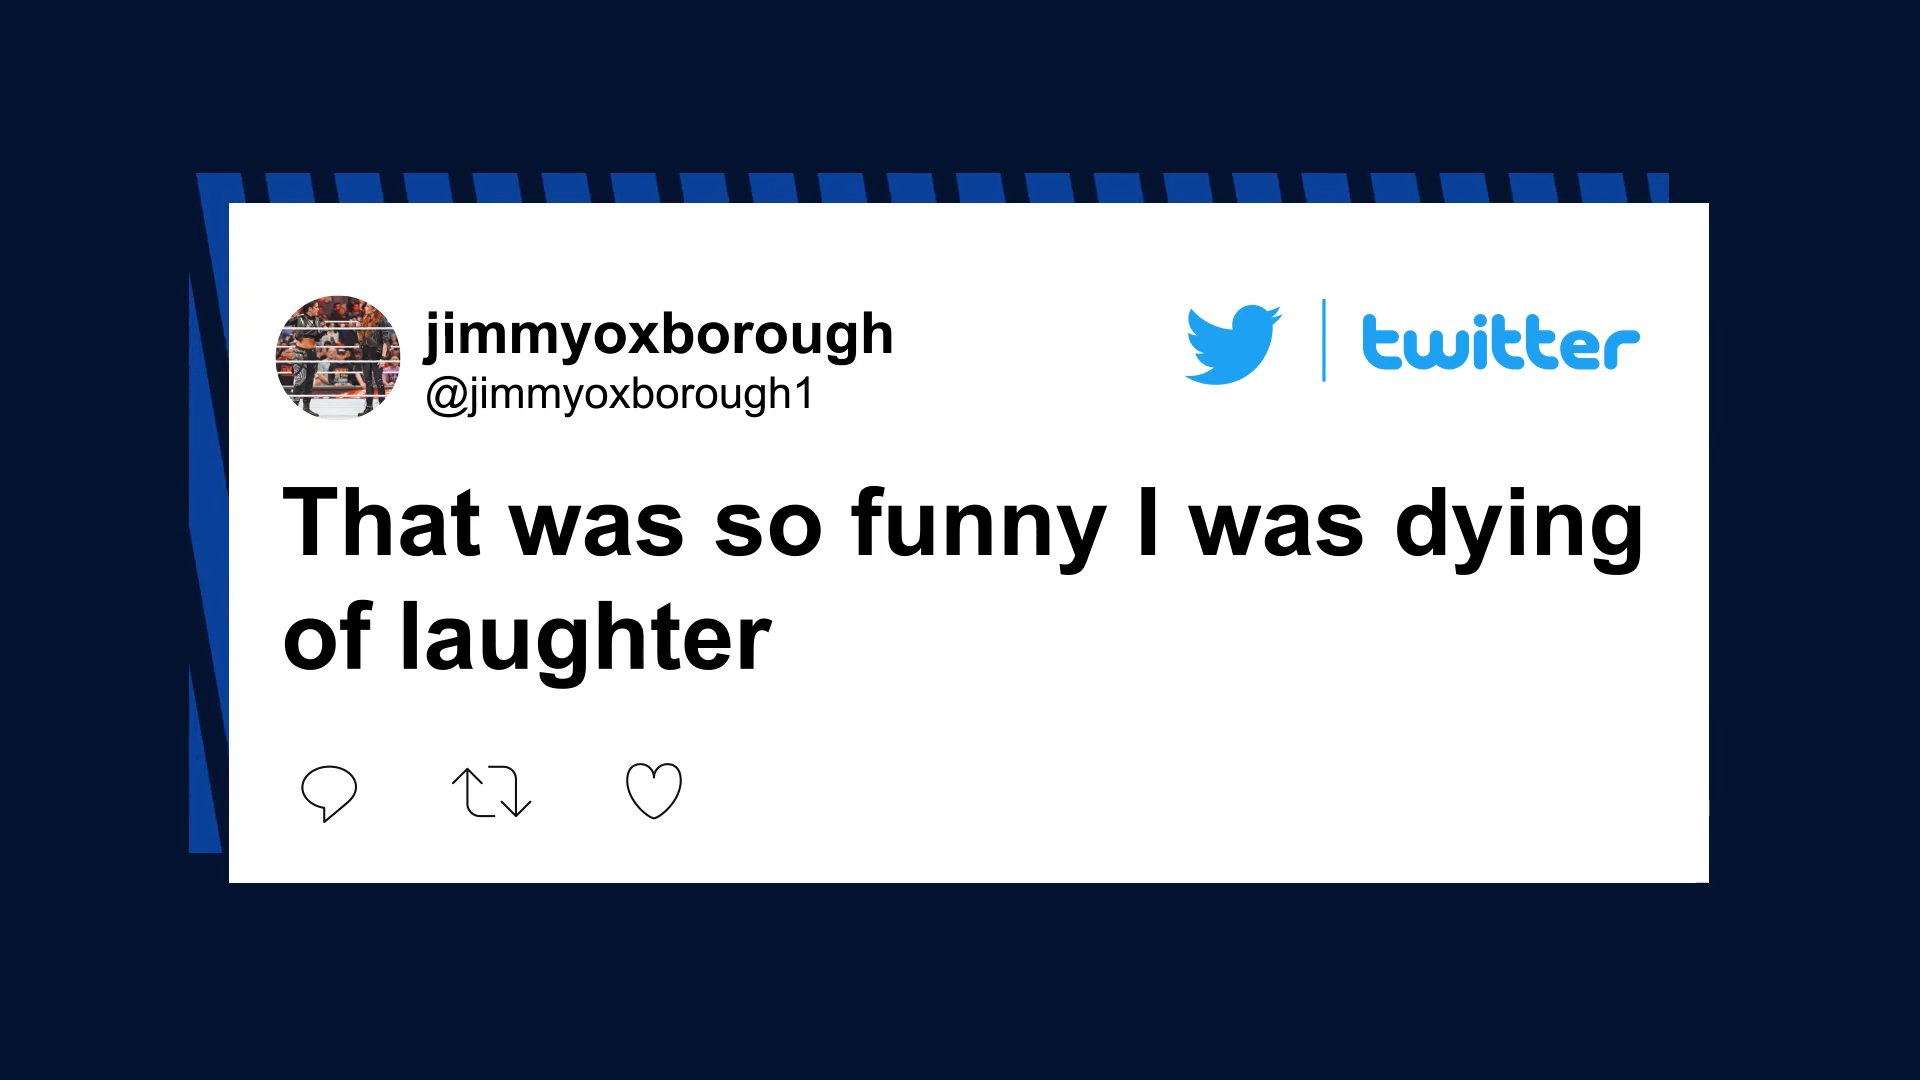 jimmyoxborough
@jimmyoxborough1
twitter
That was so funny I was dying
of laughter